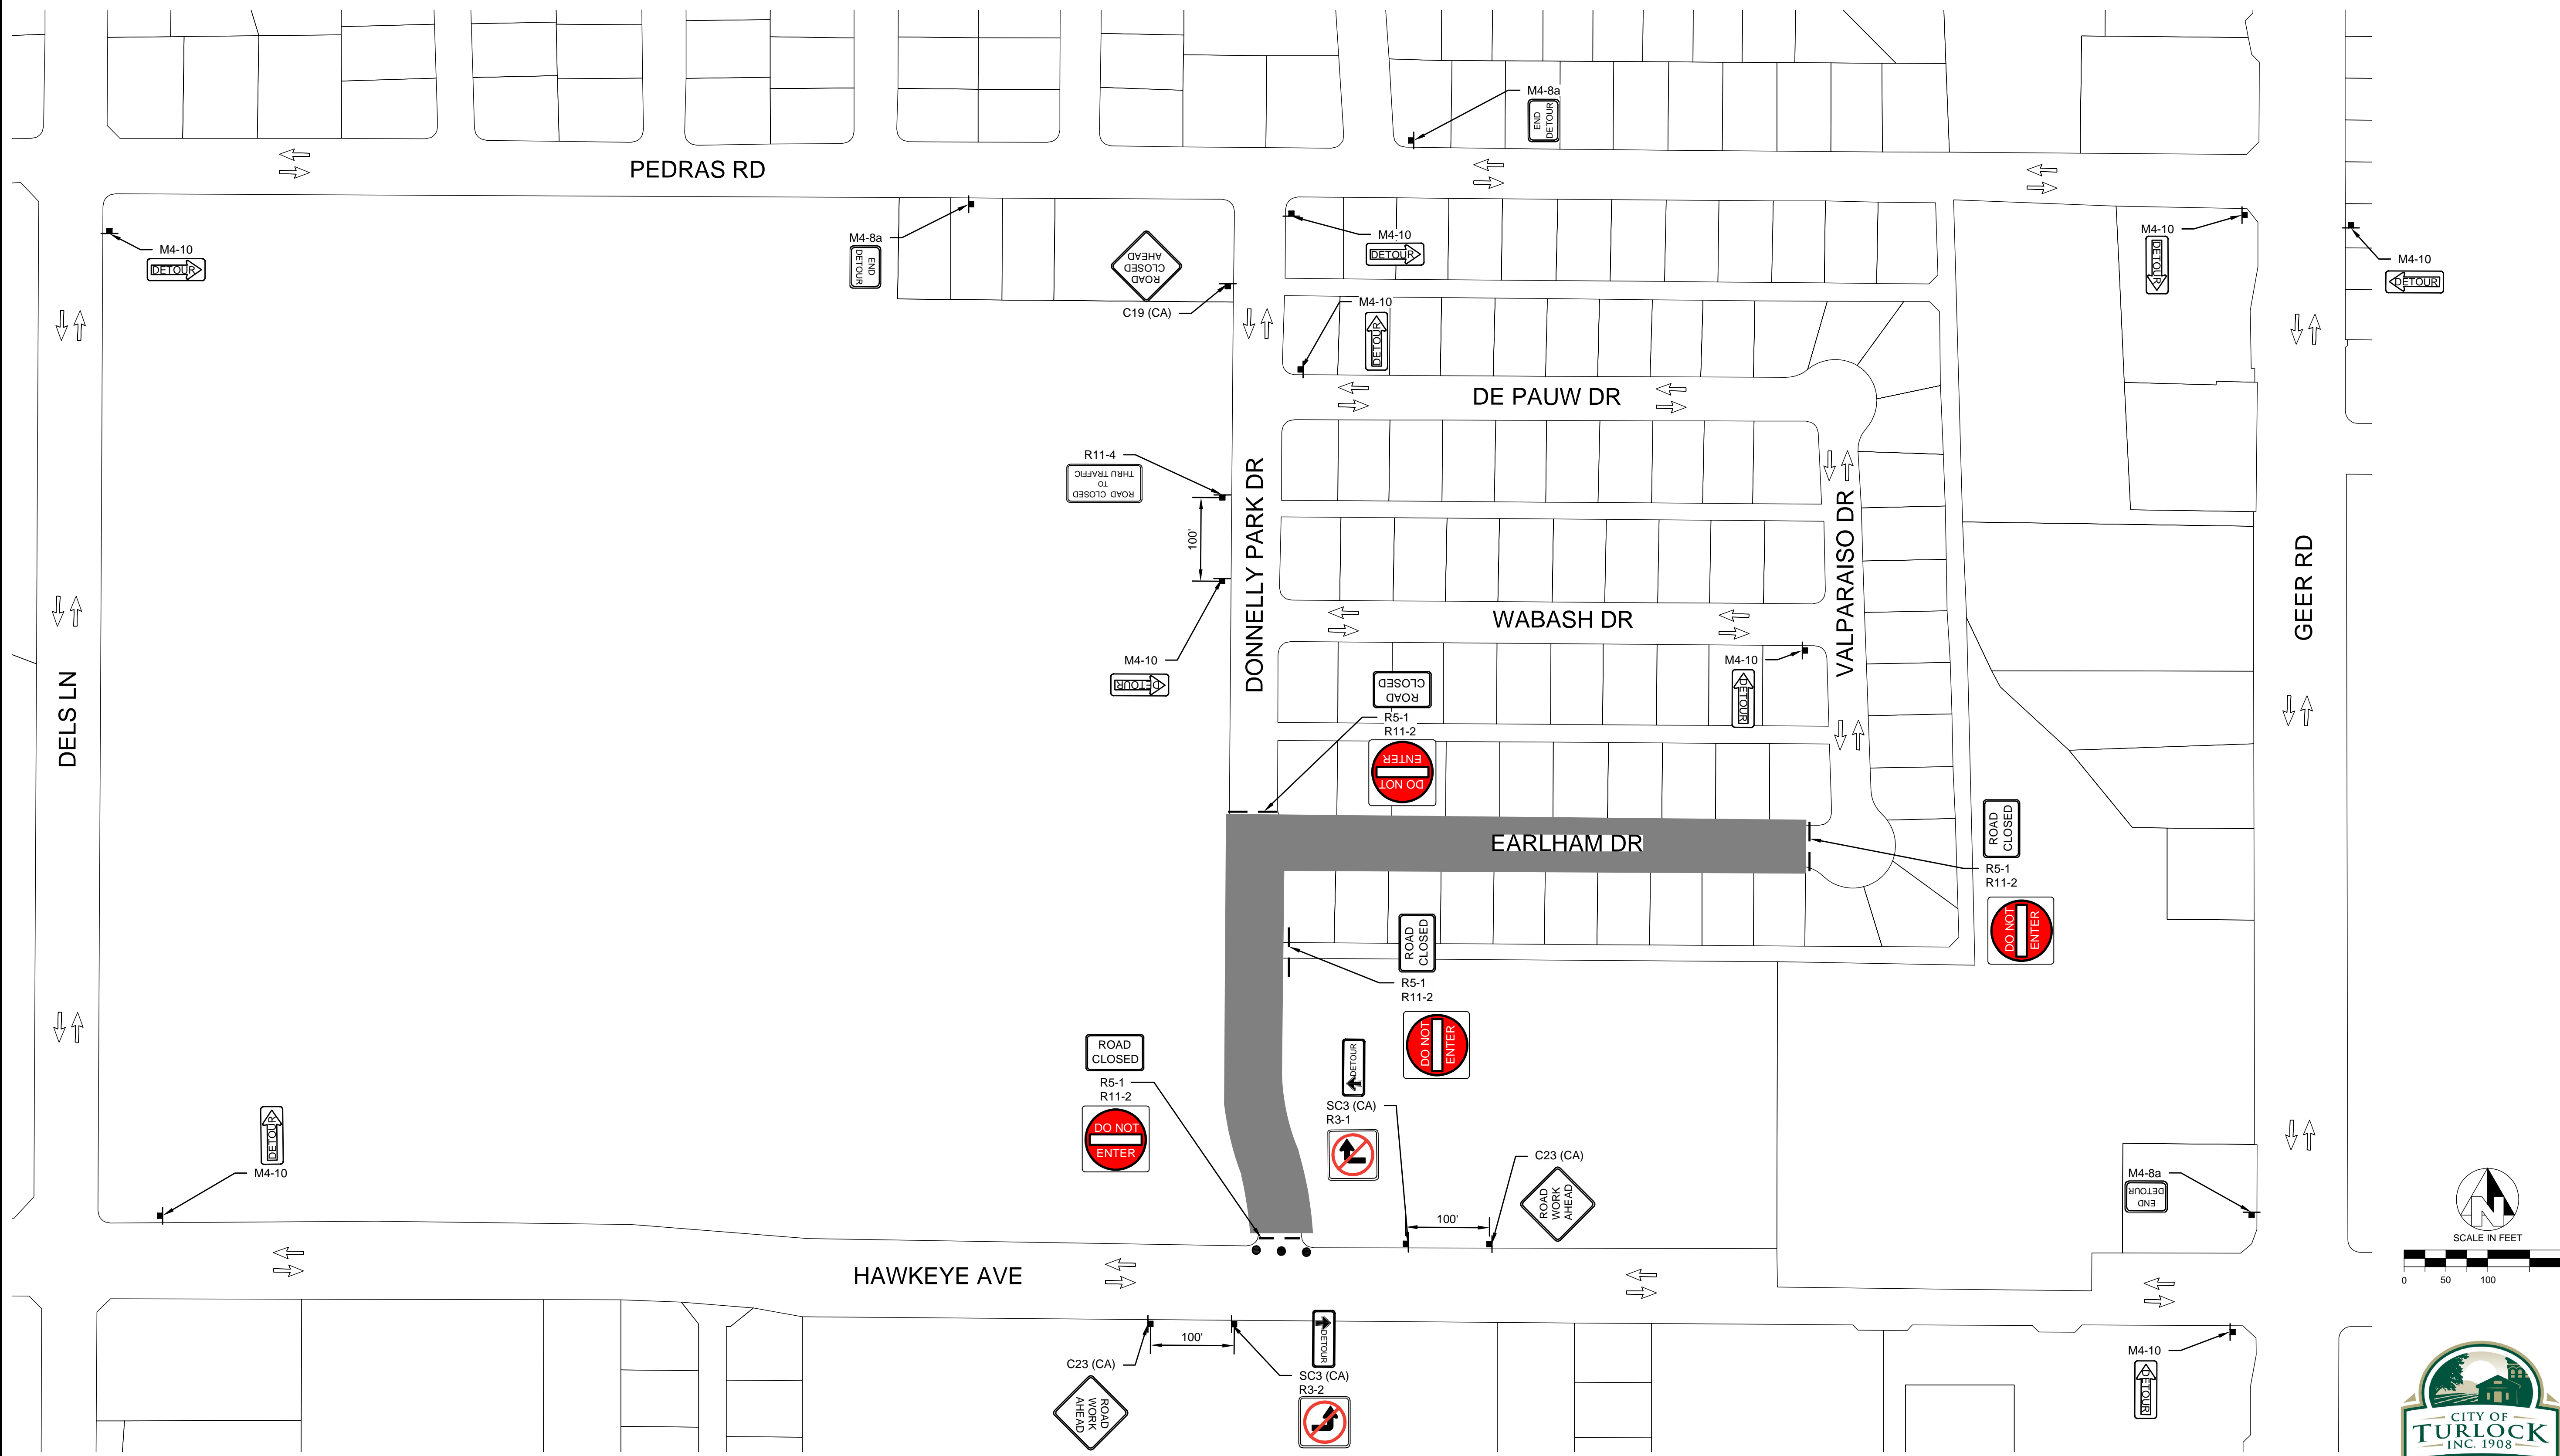 M4-8a
END
DETOUR
PEDRAS RD
M4-10
DETOUR
M4-8a
END
DETOUR
ROAD
CLOSED
AHEAD
C19 (CA)
M4-10
DETOUR
M4-10
DETOUR
M4-10
DETOUR
M4-10
DETOUR
DE PAUW DR
R11-4
ROAD CLOSED
TO
THRU TRAFFIC
100'
DONNELLY PARK DR
VALPARAISO DR
GEER RD
DELS LN
WABASH DR
M4-10
DETOUR
M4-10
DETOUR
ROAD
CLOSED
R5-1
R11-2
DO NOT
ENTER
EARLHAM DR
ROAD
CLOSED
R5-1
R11-2
DO NOT
ENTER
ROAD
CLOSED
R5-1
R11-2
DO NOT
ENTER
ROAD
CLOSED
R5-1
R11-2
DO NOT
ENTER
DETOUR
SC3 (CA)
R3-1
C23 (CA)
ROAD
WORK
AHEAD
100'
DETOUR
M4-10
M4-8a
END
DETOUR
SCALE IN FEET
0 50 100
HAWKEYE AVE
100'
C23 (CA)
ROAD
WORK
AHEAD
DETOUR
SC3 (CA)
R3-2
M4-10
DETOUR
CITY OF
TURLOCK
INC. 1908